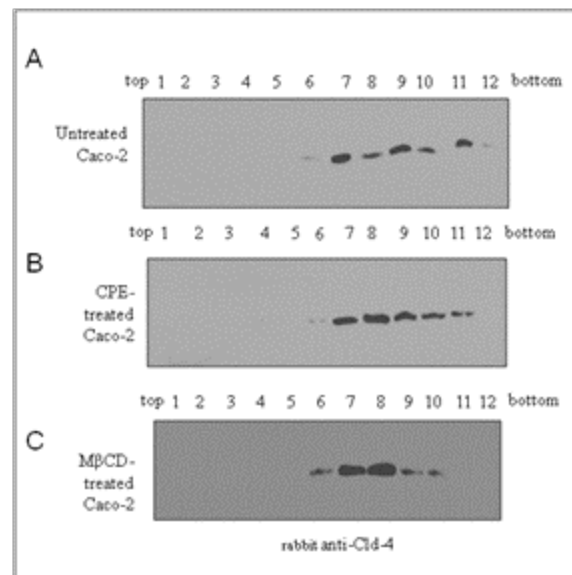 A
top 1 2 3 4 5 6 7 8 9 10 11 12 bottom
Untreated
Caco-2
top 1 2 3 4 5 6 7 8 9 10 11 12 bottom
B
CPE-
treated
Caco-2
top 1 2 3 4 5 6 7 8 9 10 11 12 bottom
C
MβCD-
treated
Caco-2
rabbit anti-Cld-4